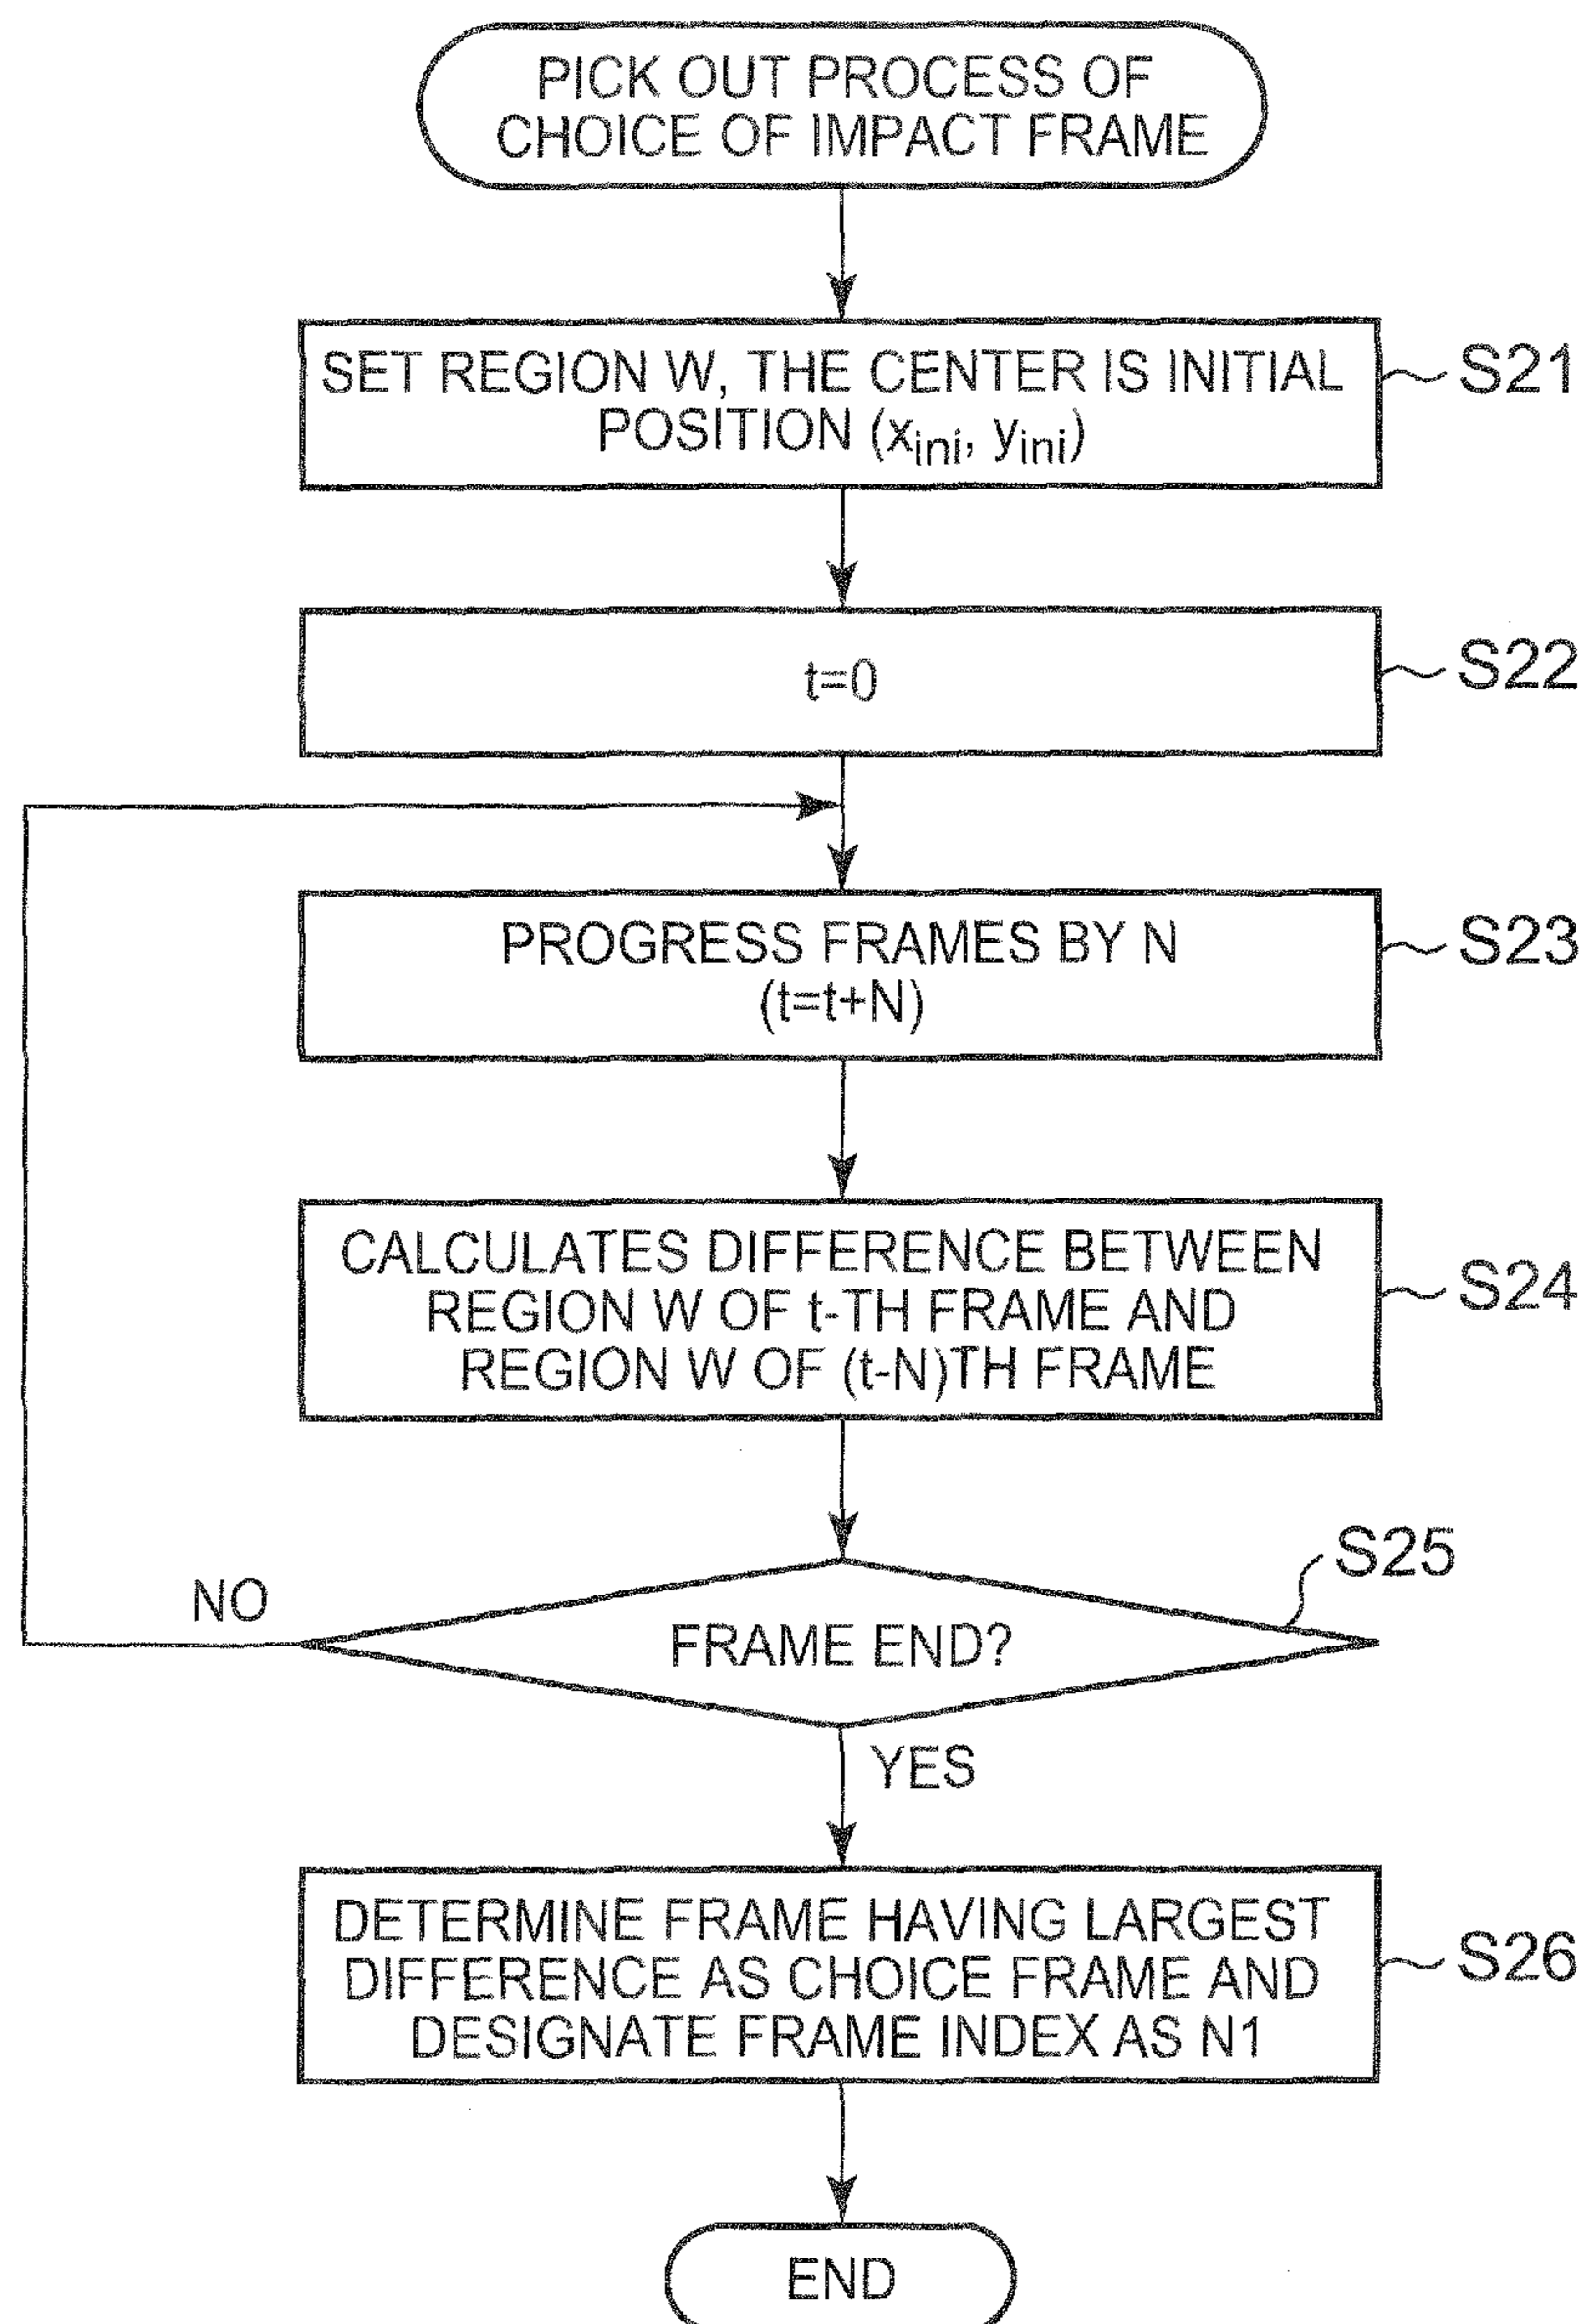 PICK OUT PROCESS OF
CHOICE OF IMPACT FRAME
SET REGION W, THE CENTER IS INITIAL
POSITION (xini, yini)
S21
t=0
S22
PROGRESS FRAMES BY N
(t=t+N)
S23
CALCULATES DIFFERENCE BETWEEN
REGION W OF t-TH FRAME AND
REGION W OF (t-N)TH FRAME
S24
S25
NO
FRAME END?
YES
DETERMINE FRAME HAVING LARGEST
DIFFERENCE AS CHOICE FRAME AND
DESIGNATE FRAME INDEX AS N1
S26
END